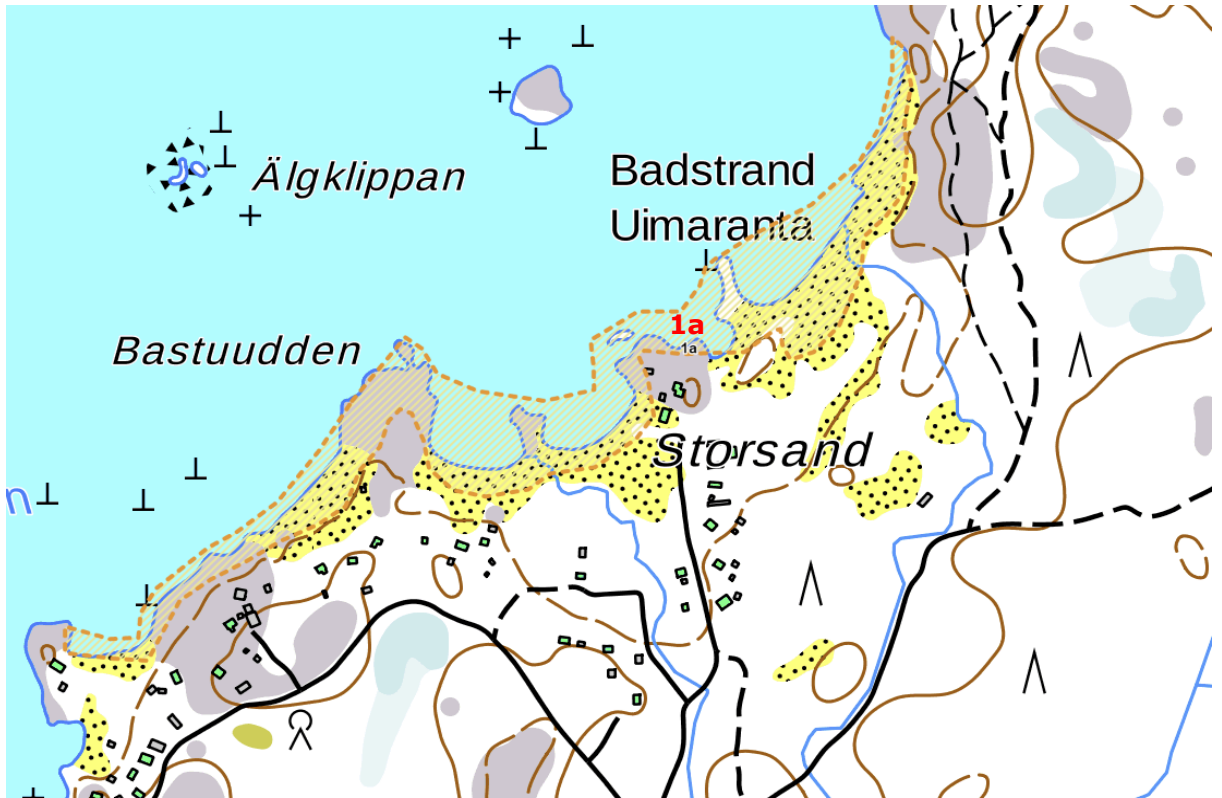 Älgklippan
Badstrand
Uimaranta
Bastuudden
1a
1a
Storsand
n